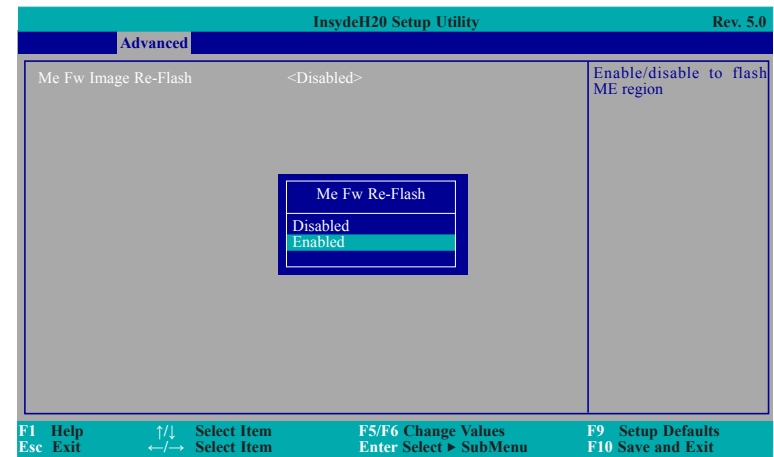 InsydeH20 Setup Utility Rev. 5.0
Advanced
Me Fw Image Re-Flash <Disabled>
Enable/disable to flash
ME region
Me Fw Re-Flash
Disabled
Enabled
F1 Help ↑/↓ Select Item F5/F6 Change Values F9 Setup Defaults
Esc Exit ←/→ Select Item Enter Select ► SubMenu F10 Save and Exit